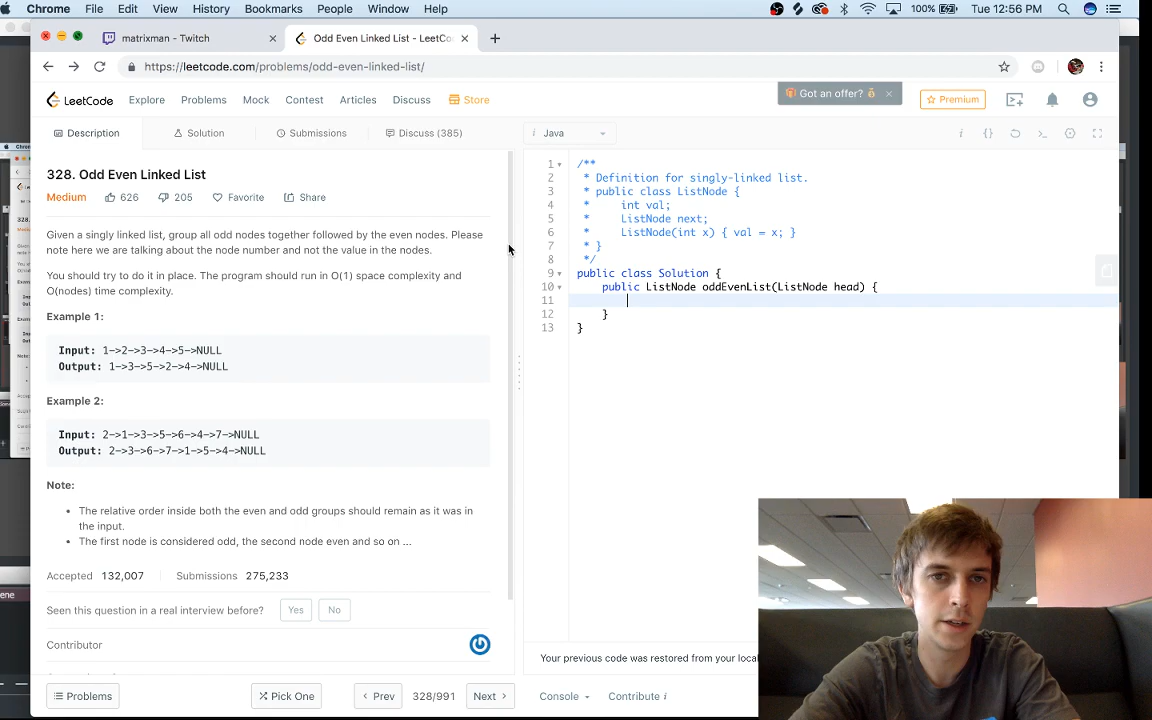 Chrome File Edit View History Bookmarks People Window Help 100% Tue 12:56 PM
matrixman - Twitch
Odd Even Linked List - LeetCo
https://leetcode.com/problems/odd-even-linked-list/
LeetCode Explore Problems Mock Contest Articles Discuss Store Got an offer? Premium
Description Solution Submissions Discuss (385)
i Java
328. Odd Even Linked List
Medium 626 205 Favorite Share
Given a singly linked list, group all odd nodes together followed by the even nodes. Please
note here we are talking about the node number and not the value in the nodes.
You should try to do it in place. The program should run in O(1) space complexity and
O(nodes) time complexity.
Example 1:
Input: 1->2->3->4->5->NULL
Output: 1->3->5->2->4->NULL
Example 2:
Input: 2->1->3->5->6->4->7->NULL
Output: 2->3->6->7->1->5->4->NULL
Note:
• The relative order inside both the even and odd groups should remain as it was in
the input.
• The first node is considered odd, the second node even and so on ...
Accepted 132,007 Submissions 275,233
Seen this question in a real interview before? Yes No
Contributor
Problems Pick One Prev 328/991 Next
1 /**
2 * Definition for singly-linked list.
3 * public class ListNode {
4 * int val;
5 * ListNode next;
6 * ListNode(int x) { val = x; }
7 * }
8 */
9 public class Solution {
10 public ListNode oddEvenList(ListNode head) {
11
12 }
13 }
Your previous code was restored from your local
Console Contribute i